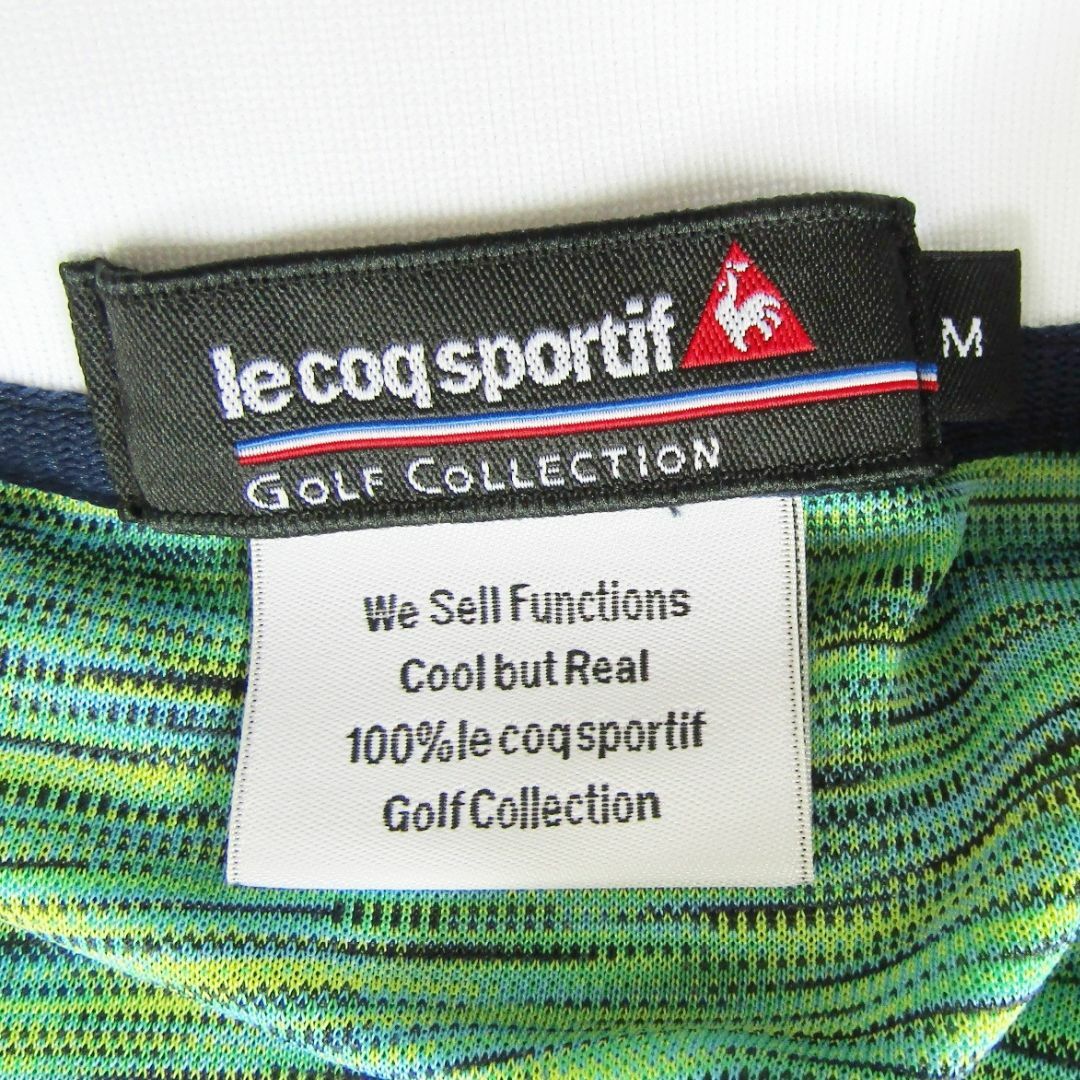 le coq sportif
GOLF COLLECTION
M
We Sell Functions
Cool but Real
100% le coq sportif
Golf Collection